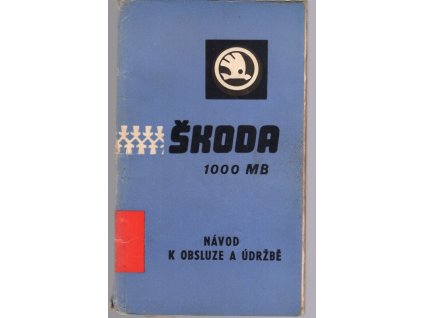 ŠKODA
1000 MB
NÁVOD
K OBSLUZE A ÚDRŽBĚ